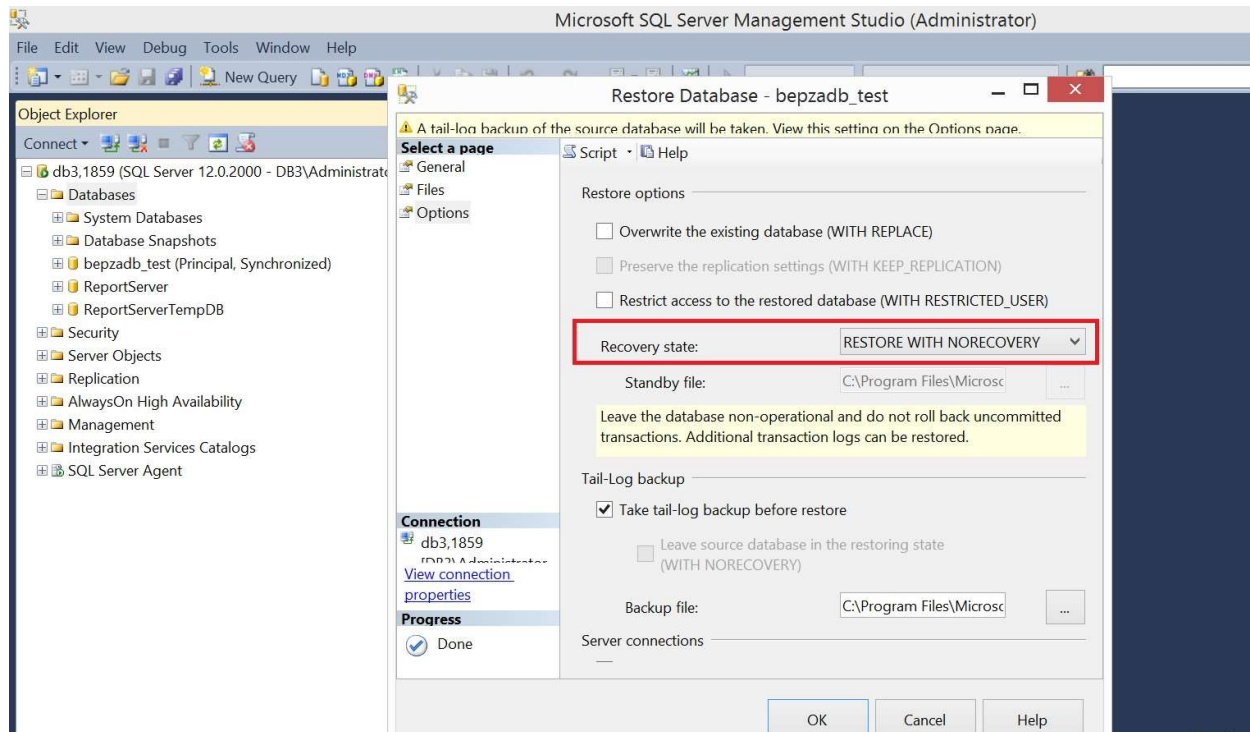 Microsoft SQL Server Management Studio (Administrator)
File Edit View Debug Tools Window Help
New Query
Object Explorer
Connect
db3,1859 (SQL Server 12.0.2000 - DB3\Administrato
Databases
System Databases
Database Snapshots
bepzadb_test (Principal, Synchronized)
ReportServer
ReportServerTempDB
Security
Server Objects
Replication
AlwaysOn High Availability
Management
Integration Services Catalogs
SQL Server Agent
Restore Database - bepzadb_test
A tail-log backup of the source database will be taken. View this setting on the Options page.
Select a page
General
Files
Options
Connection
db3,1859
[DB3\Administrator
View connection
properties
Progress
Done
Script Help
Restore options
Overwrite the existing database (WITH REPLACE)
Preserve the replication settings (WITH KEEP_REPLICATION)
Restrict access to the restored database (WITH RESTRICTED_USER)
Recovery state: RESTORE WITH NORECOVERY
Standby file: C:\Program Files\Microsc ...
Leave the database non-operational and do not roll back uncommitted
transactions. Additional transaction logs can be restored.
Tail-Log backup
Take tail-log backup before restore
Leave source database in the restoring state
(WITH NORECOVERY)
Backup file: C:\Program Files\Microsc ...
Server connections
OK Cancel Help